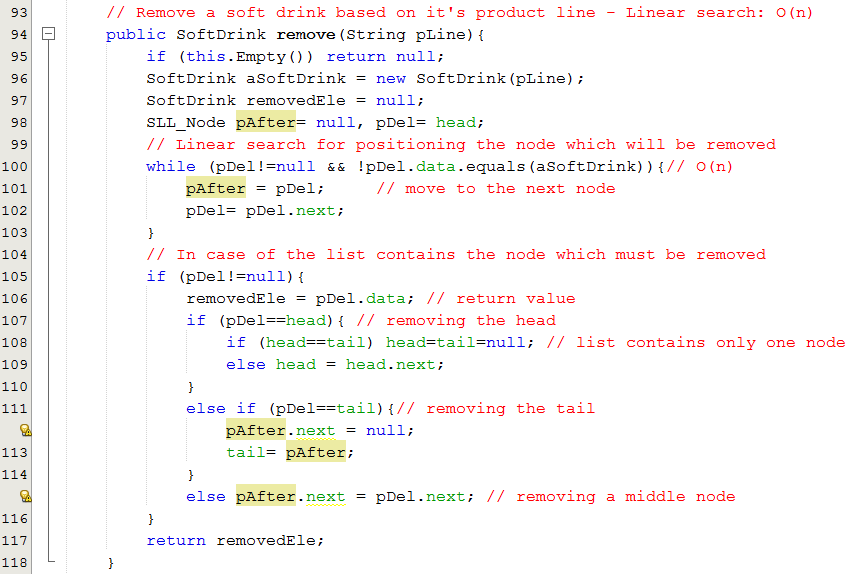 93 // Remove a soft drink based on it's product line - Linear search: O(n)
94 public SoftDrink remove(String pLine){
95 if (this.Empty()) return null;
96 SoftDrink aSoftDrink = new SoftDrink(pLine);
97 SoftDrink removedEle = null;
98 SLL_Node pAfter= null, pDel= head;
99 // Linear search for positioning the node which will be removed
100 while (pDel!=null && !pDel.data.equals(aSoftDrink)){// O(n)
101 pAfter = pDel; // move to the next node
102 pDel= pDel.next;
103 }
104 // In case of the list contains the node which must be removed
105 if (pDel!=null){
106 removedEle = pDel.data; // return value
107 if (pDel==head){ // removing the head
108 if (head==tail) head=tail=null; // list contains only one node
109 else head = head.next;
110 }
111 else if (pDel==tail){// removing the tail
pAfter.next = null;
113 tail= pAfter;
114 }
else pAfter.next = pDel.next; // removing a middle node
116 }
117 return removedEle;
118 }